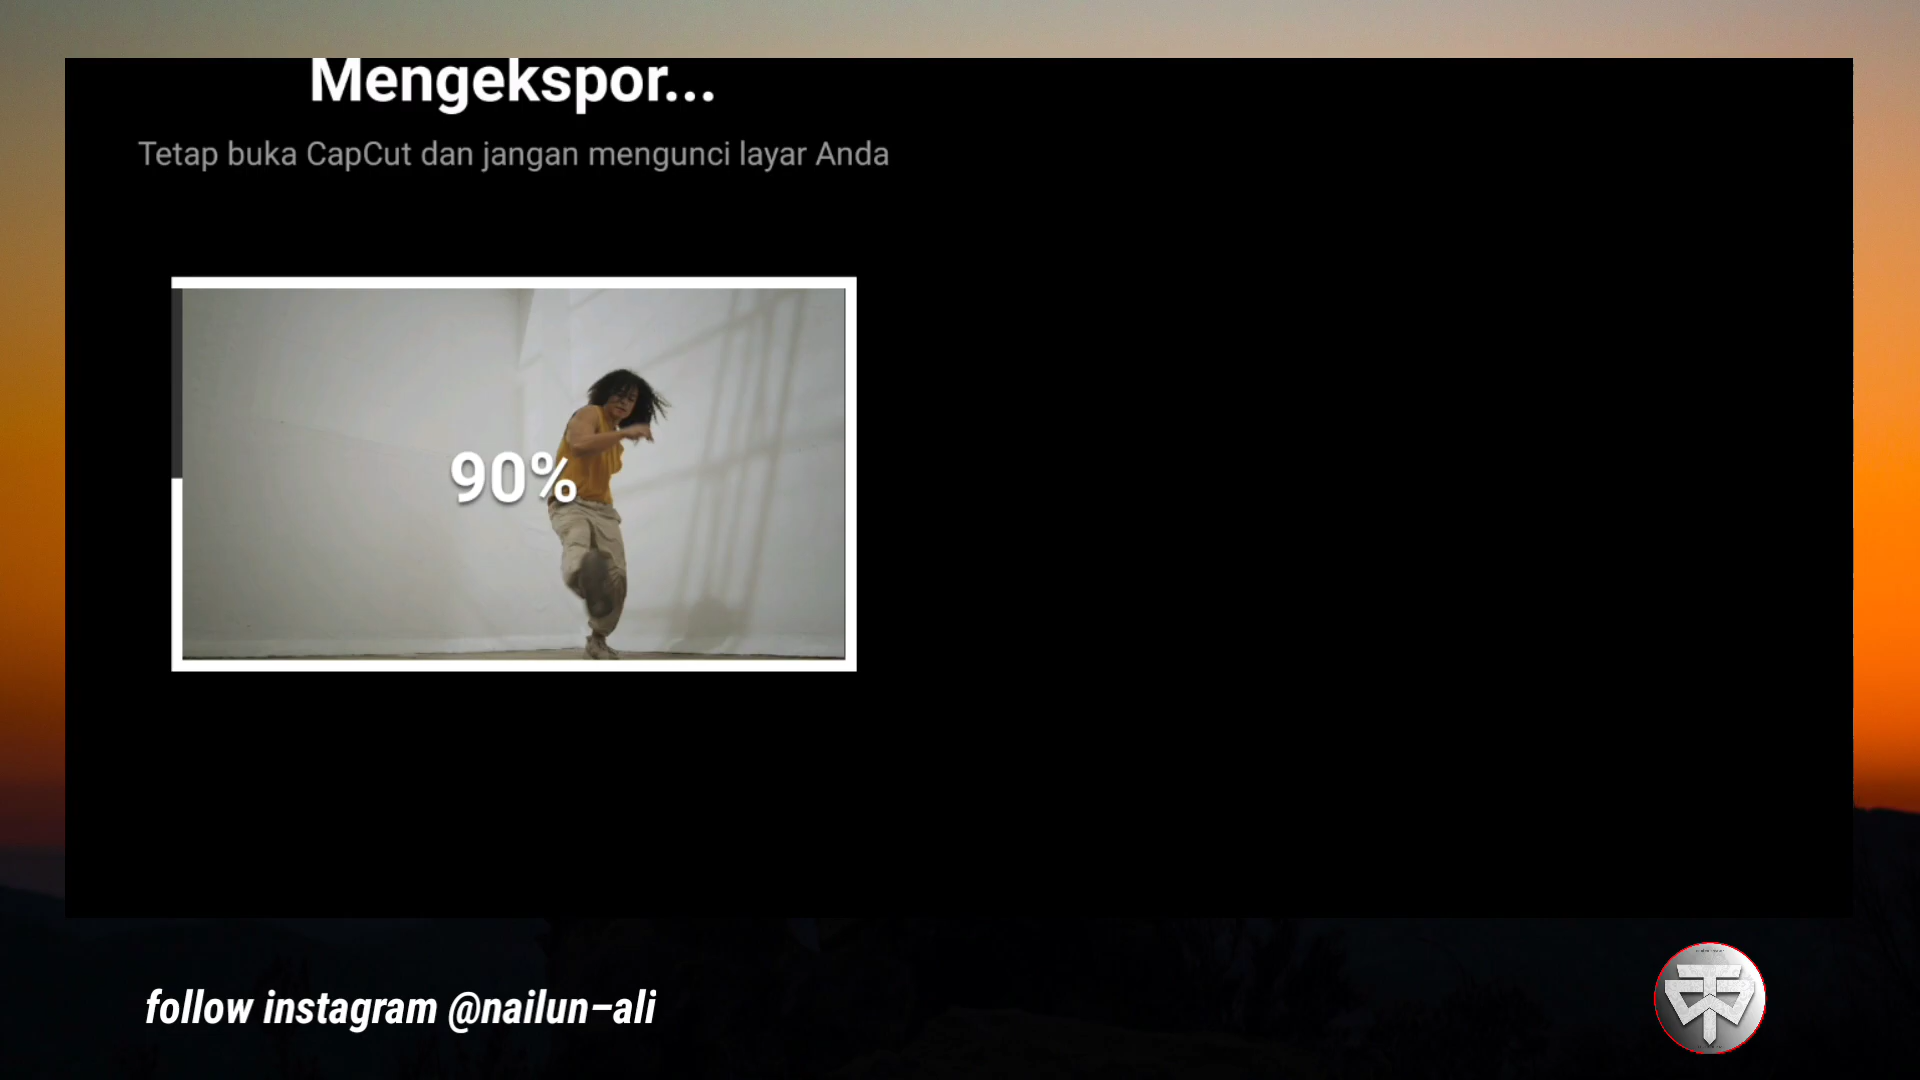 Mengekspor...
Tetap buka CapCut dan jangan mengunci layar Anda
90%
follow instagram @nailun-ali